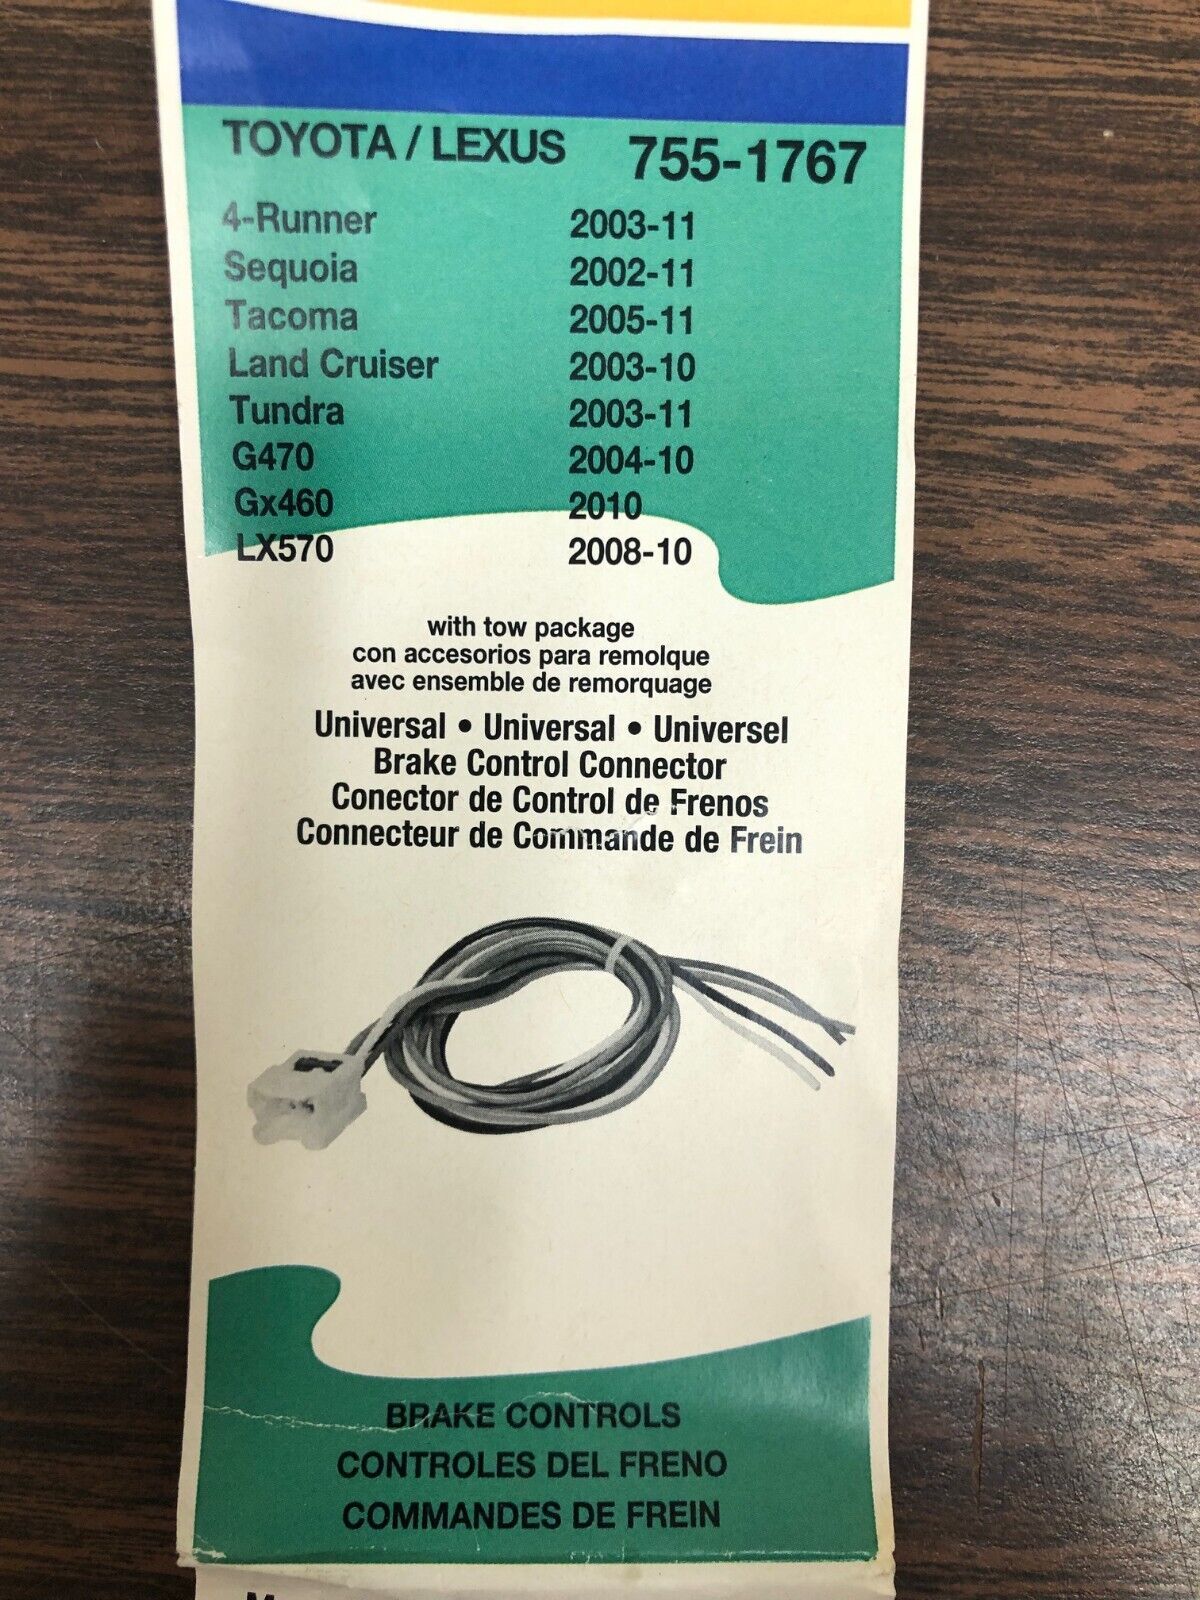 TOYOTA / LEXUS 755-1767
4-Runner 2003-11
Sequoia 2002-11
Tacoma 2005-11
Land Cruiser 2003-10
Tundra 2003-11
G470 2004-10
Gx460 2010
LX570 2008-10
with tow package
con accesorios para remolque
avec ensemble de remorquage
Universal • Universal • Universel
Brake Control Connector
Conector de Control de Frenos
Connecteur de Commande de Frein
BRAKE CONTROLS
CONTROLES DEL FRENO
COMMANDES DE FREIN